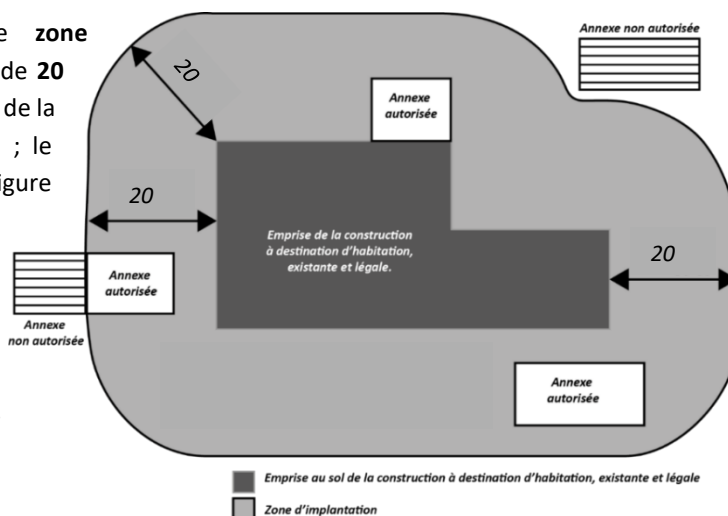 e zone
de 20
de la
; le
igure
Annexe non autorisée
20
Annexe
autorisée
20
Emprise de la construction
à destination d'habitation,
existante et légale.
20
Annexe
autorisée
Annexe
non autorisée
Annexe
autorisée
Emprise au sol de la construction à destination d'habitation, existante et légale
Zone d'implantation